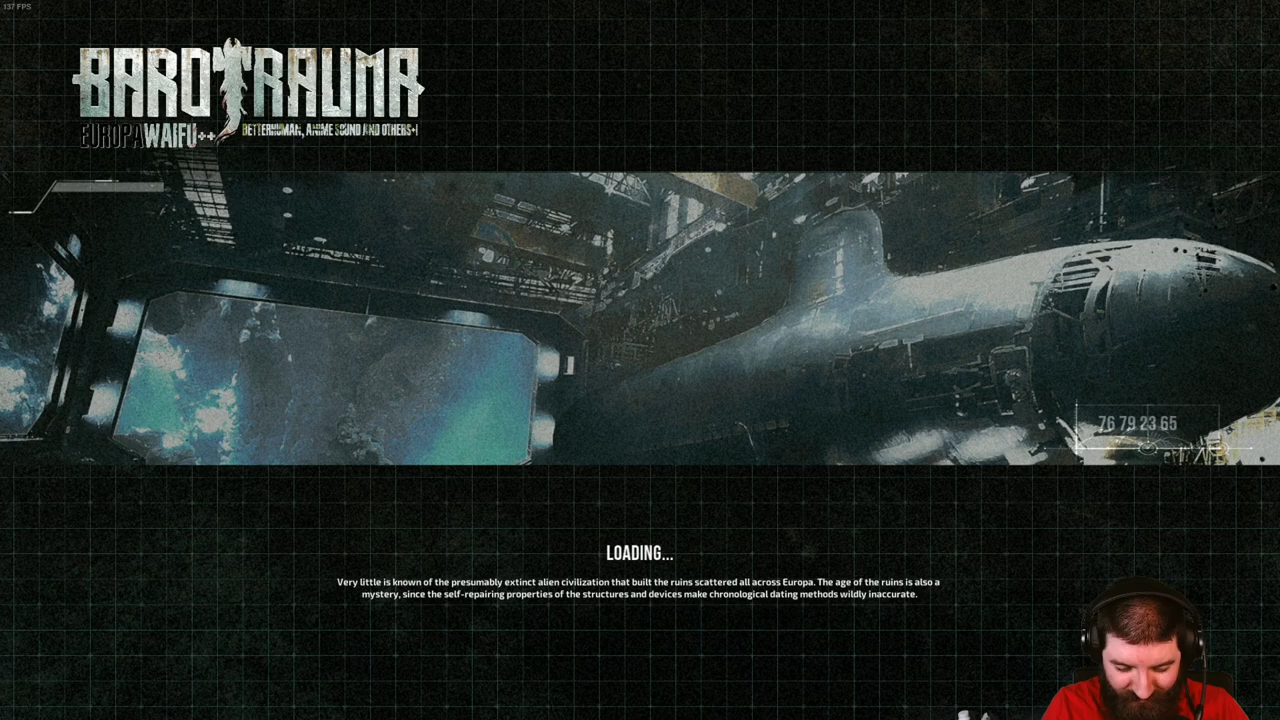 137 FPS
BAROTRAUMA
EUROPAWAIFU++ BETTERHUMAN, ANIME SOUND AND OTHERS+!
76 79 23 65
LOADING...
Very little is known of the presumably extinct alien civilization that built the ruins scattered all across Europa. The age of the ruins is also a
mystery, since the self-repairing properties of the structures and devices make chronological dating methods wildly inaccurate.